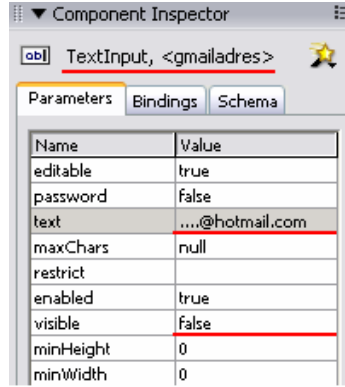 ▼ Component Inspector
abl TextInput, <gmailadres>
Parameters Bindings Schema
Name Value
editable true
password false
text ....@hotmail.com
maxChars null
restrict
enabled true
visible false
minHeight 0
minWidth 0